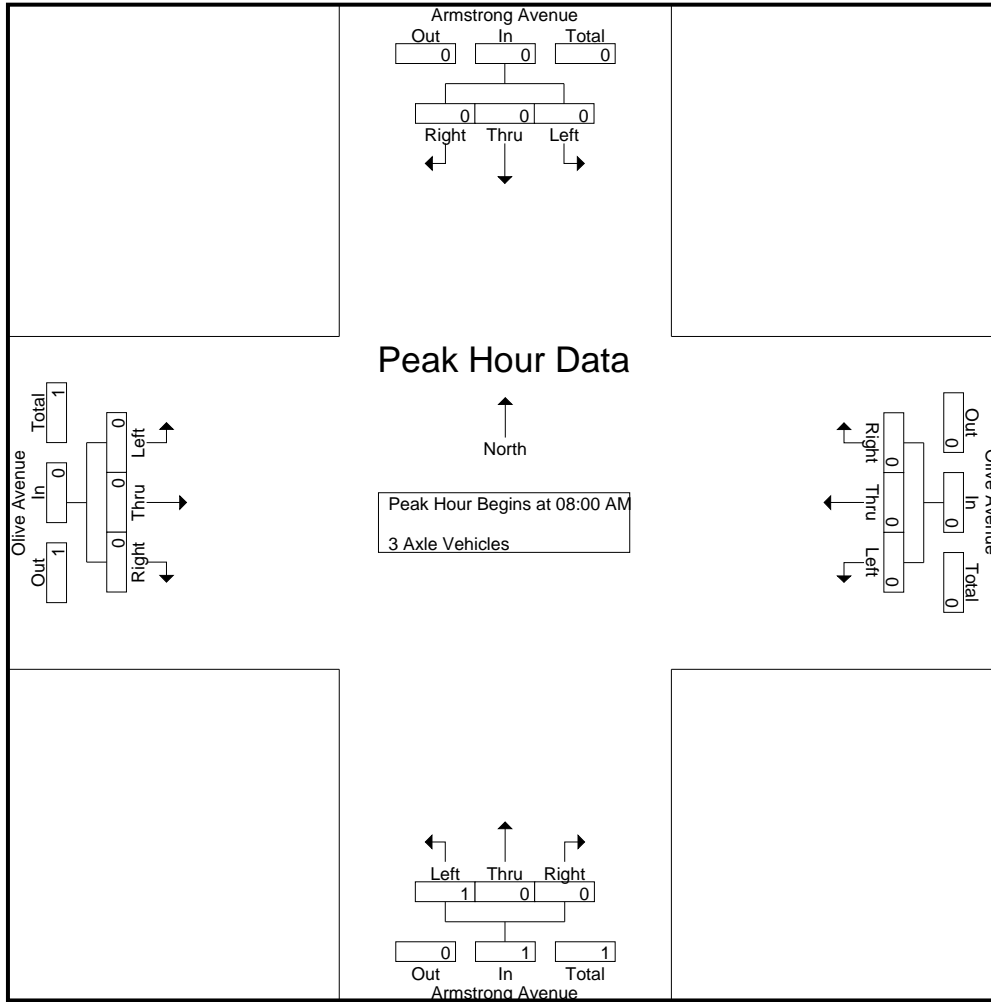 Armstrong Avenue
Out In Total
0 0 0
0 0 0
Right Thru Left
Peak Hour Data
North
Peak Hour Begins at 08:00 AM
3 Axle Vehicles
Olive Avenue
Out In Total
1 0 1
Right Thru Left
0 0 0
Olive Avenue
Out In Total
0 0 0
Right Thru Left
0 0 0
Left Thru Right
1 0 0
0 1 1
Out In Total
Armstrong Avenue